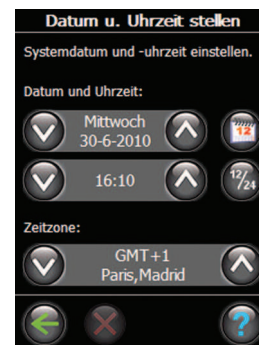 Datum u. Uhrzeit stellen
Systemdatum und -uhrzeit einstellen.
Datum und Uhrzeit:
Mittwoch
30-6-2010
12
16:10
12/24
Zeitzone:
GMT+1
Paris,Madrid
?